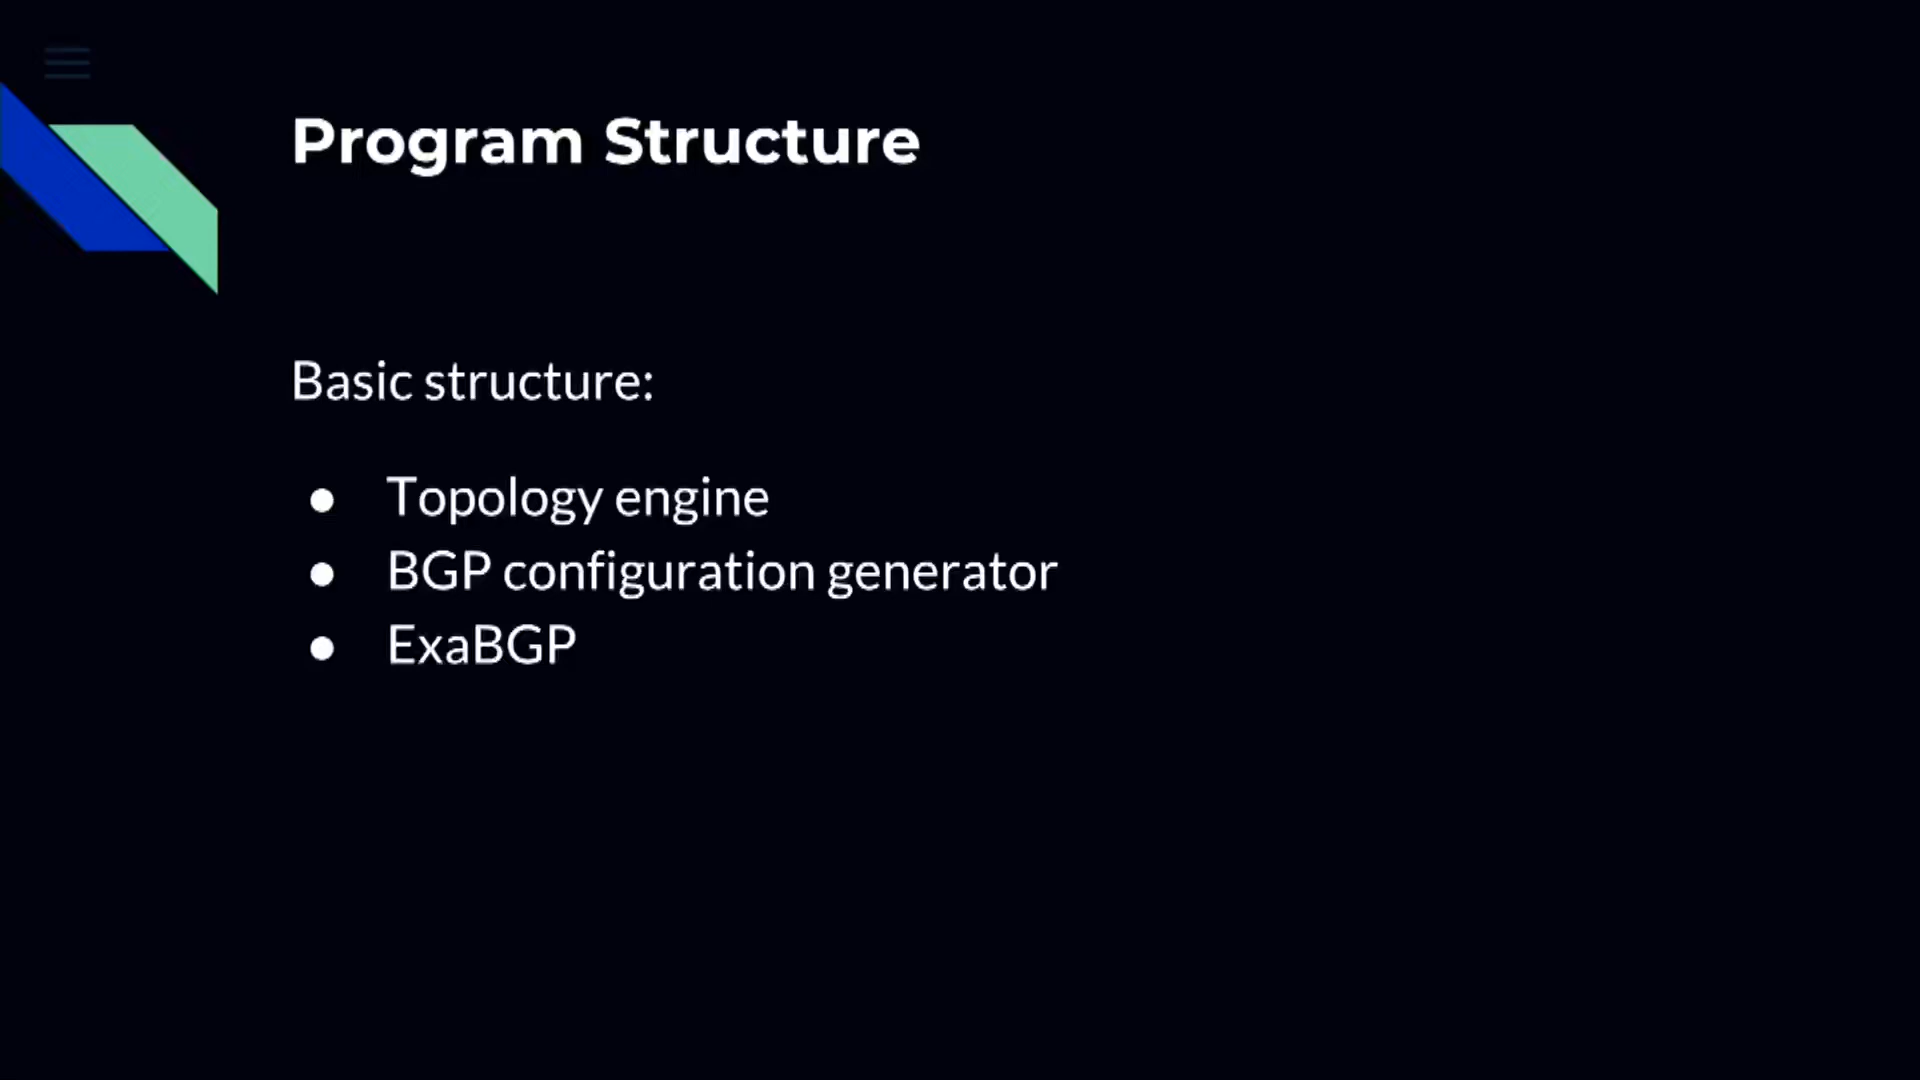 Program Structure
Basic structure:
● Topology engine
● BGP configuration generator
● ExaBGP